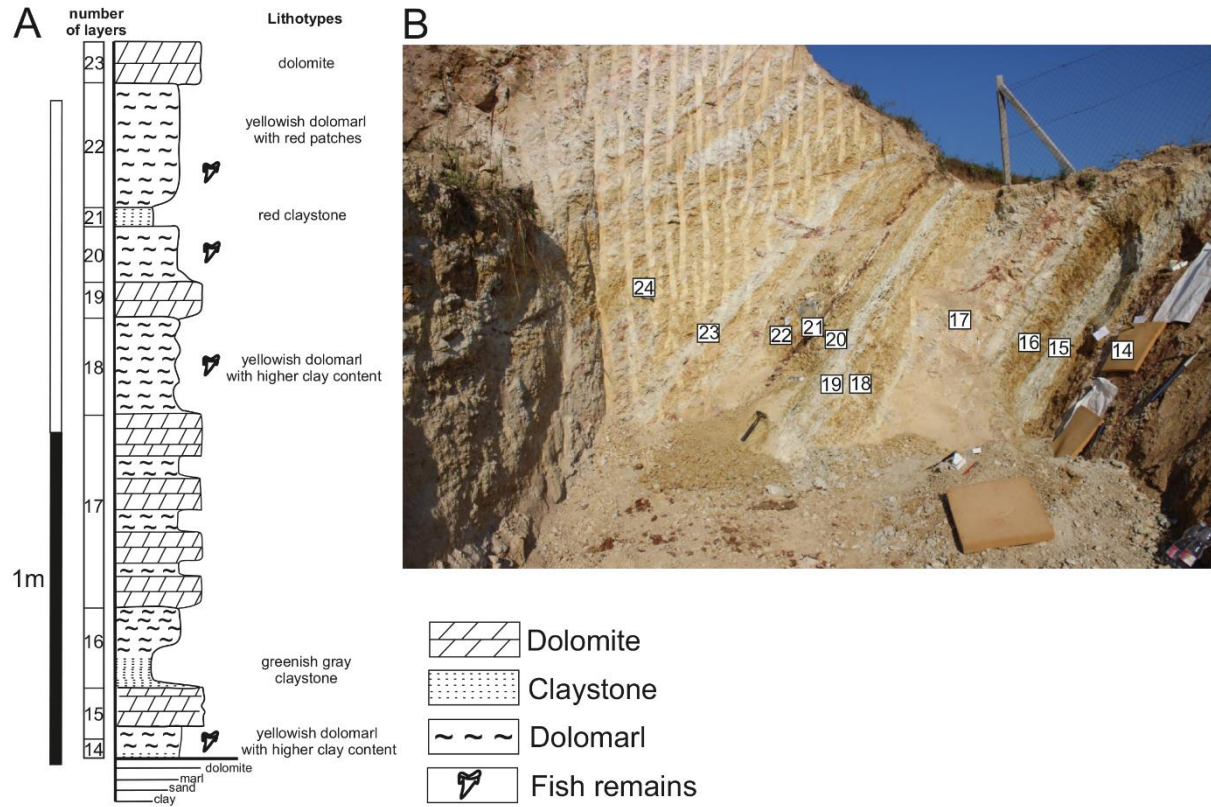 A
number
of layers
Lithotypes
23
dolomite
22
yellowish dolomarl
with red patches
21
red claystone
20
19
18
yellowish dolomarl
with higher clay content
17
1m
16
greenish gray
claystone
15
14
yellowish dolomarl
with higher clay content
dolomite
marl
sand
clay
B
24
23
22
21
20
19
18
17
16
15
14
Dolomite
Claystone
Dolomarl
Fish remains